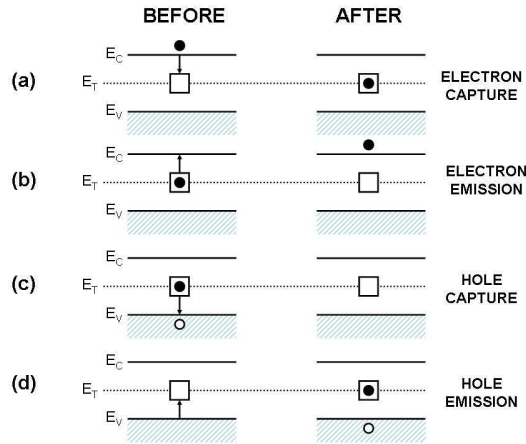 BEFORE AFTER
E_C
(a) E_T ELECTRON CAPTURE
E_V
E_C
(b) E_T ELECTRON EMISSION
E_V
E_C
(c) E_T HOLE CAPTURE
E_V
E_C
(d) E_T HOLE EMISSION
E_V